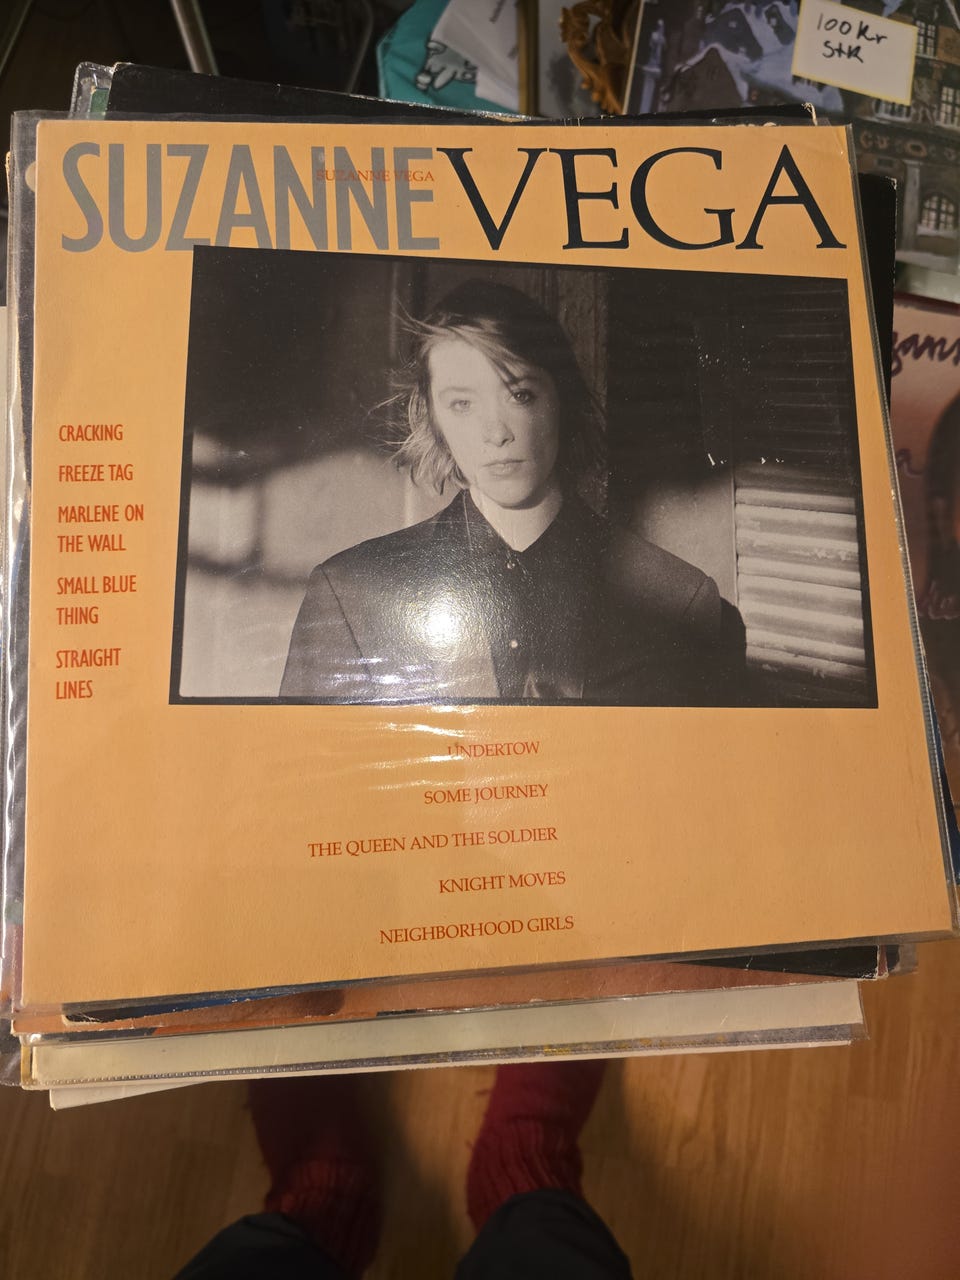 100 kr
STK
SUZANNE VEGA
SUZANNE VEGA
CRACKING
FREEZE TAG
MARLENE ON
THE WALL
SMALL BLUE
THING
STRAIGHT
LINES
UNDERTOW
SOME JOURNEY
THE QUEEN AND THE SOLDIER
KNIGHT MOVES
NEIGHBORHOOD GIRLS